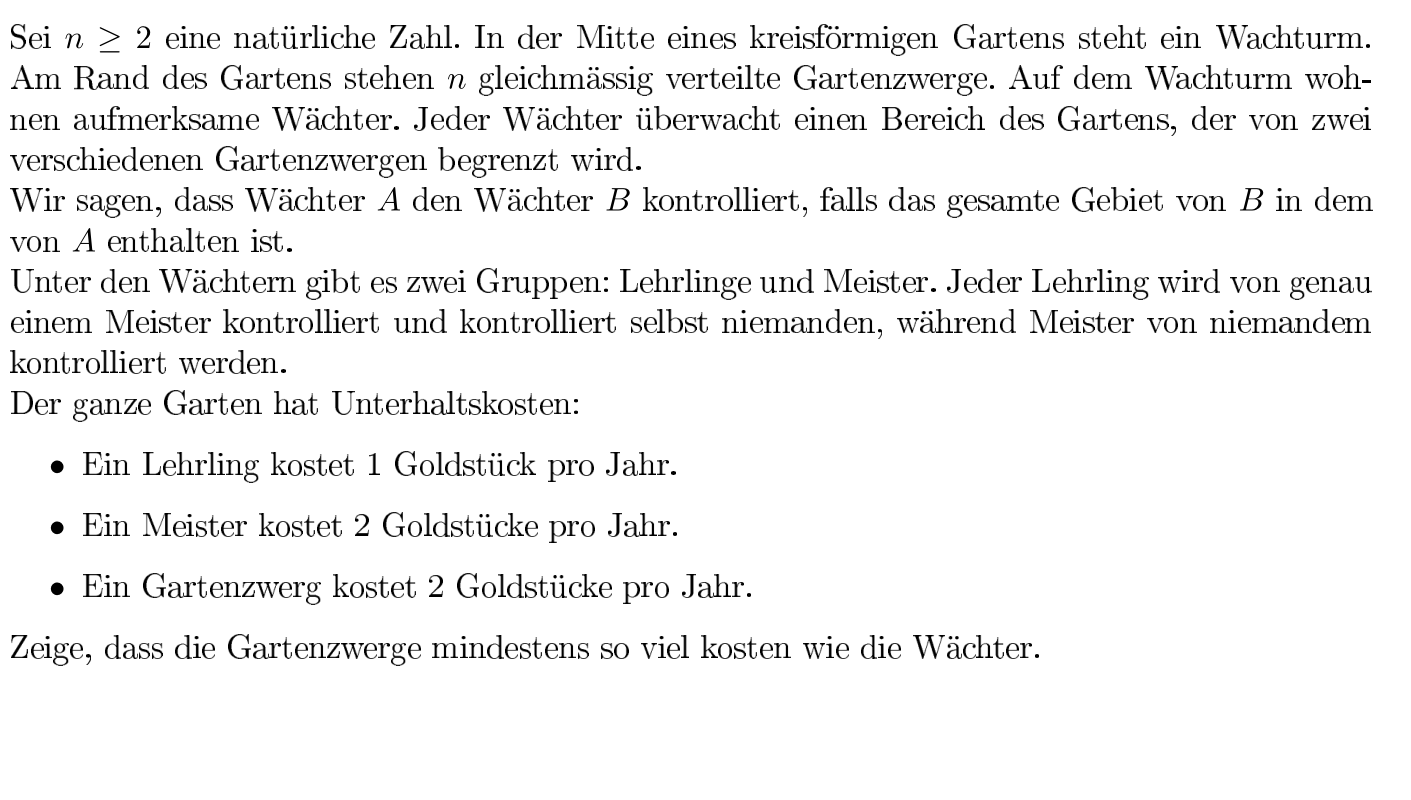 Sei n ≥ 2 eine natürliche Zahl. In der Mitte eines kreisförmigen Gartens steht ein Wachturm.
Am Rand des Gartens stehen n gleichmässig verteilte Gartenzwerge. Auf dem Wachturm woh-
nen aufmerksame Wächter. Jeder Wächter überwacht einen Bereich des Gartens, der von zwei
verschiedenen Gartenzwergen begrenzt wird.
Wir sagen, dass Wächter A den Wächter B kontrolliert, falls das gesamte Gebiet von B in dem
von A enthalten ist.
Unter den Wächtern gibt es zwei Gruppen: Lehrlinge und Meister. Jeder Lehrling wird von genau
einem Meister kontrolliert und kontrolliert selbst niemanden, während Meister von niemandem
kontrolliert werden.
Der ganze Garten hat Unterhaltskosten:
• Ein Lehrling kostet 1 Goldstück pro Jahr.
• Ein Meister kostet 2 Goldstücke pro Jahr.
• Ein Gartenzwerg kostet 2 Goldstücke pro Jahr.
Zeige, dass die Gartenzwerge mindestens so viel kosten wie die Wächter.